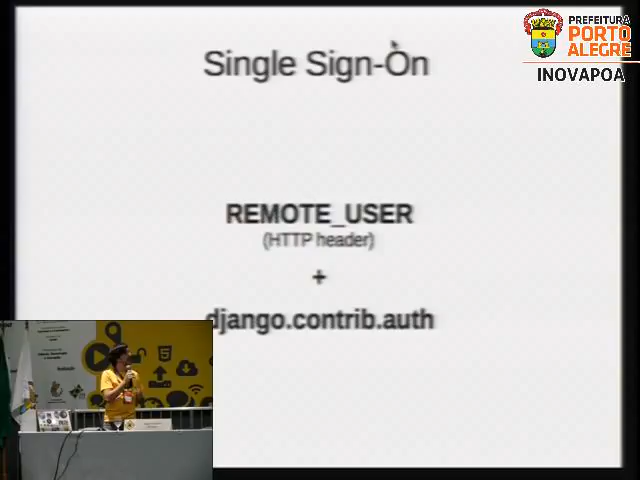 Single Sign-On
PREFEITURA
PORTO
ALEGRE
INOVAPOA
REMOTE_USER
(HTTP header)
+
django.contrib.auth